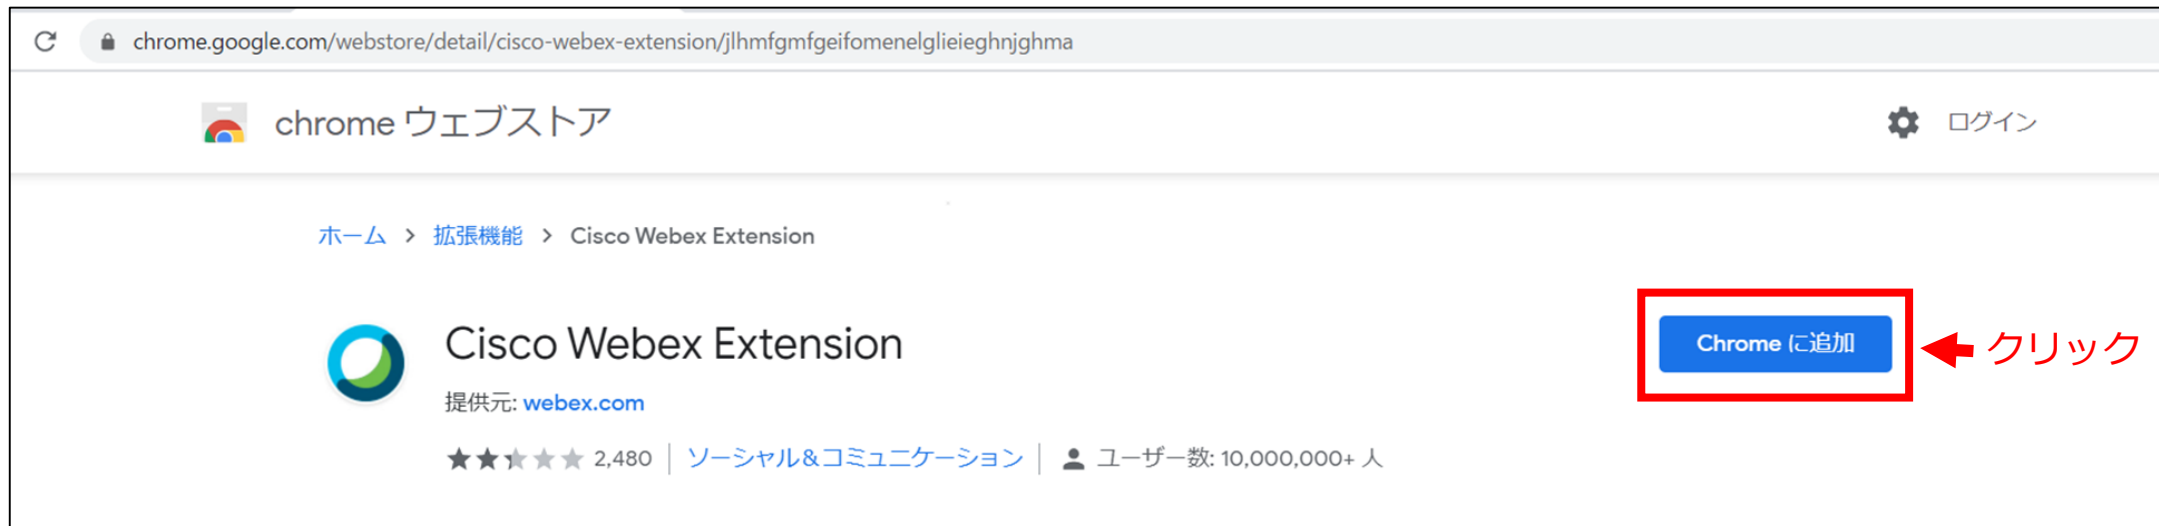 chrome.google.com/webstore/detail/cisco-webex-extension/jlhmfgmfgeifomenelglieieghnjghma
chrome ウェブストア
ログイン
ホーム > 拡張機能 > Cisco Webex Extension
Cisco Webex Extension
Chrome に追加
クリック
提供元: webex.com
2,480 ソーシャル&コミュニケーション ユーザー数: 10,000,000+ 人